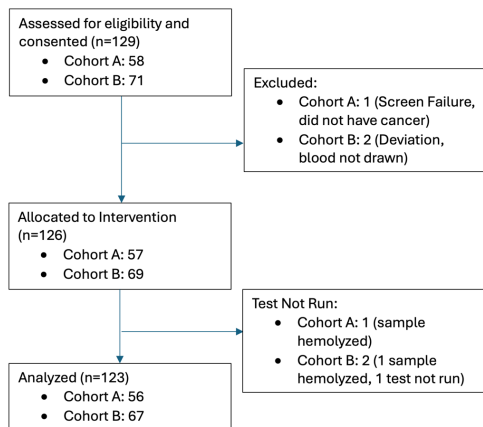 Assessed for eligibility and
consented (n=129)
• Cohort A: 58
• Cohort B: 71
Excluded:
• Cohort A: 1 (Screen Failure,
did not have cancer)
• Cohort B: 2 (Deviation,
blood not drawn)
Allocated to Intervention
(n=126)
• Cohort A: 57
• Cohort B: 69
Test Not Run:
• Cohort A: 1 (sample
hemolyzed)
• Cohort B: 2 (1 sample
hemolyzed, 1 test not run)
Analyzed (n=123)
• Cohort A: 56
• Cohort B: 67